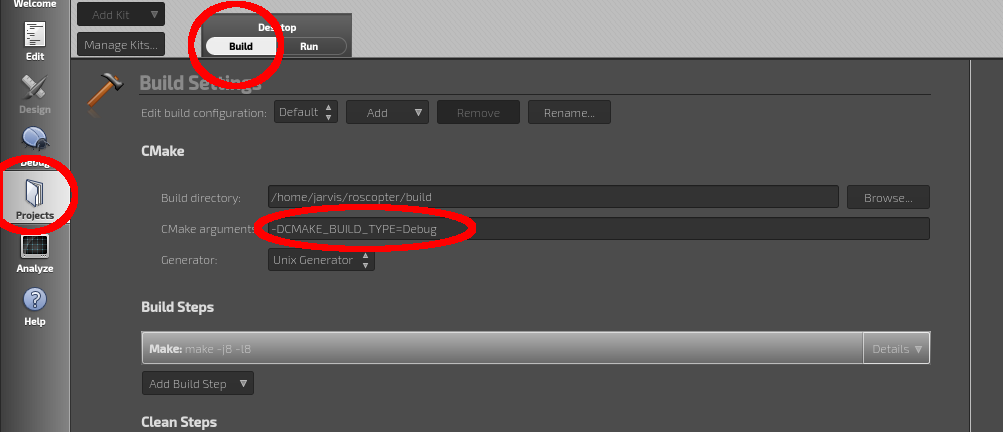 Welcome
Edit
Design
Debug
Projects
Analyze
Help
Add Kit
Manage Kits...
Desktop
Build
Run
Build Settings
Edit build configuration:
Default
Add
Remove
Rename...
CMake
Build directory:
/home/jarvis/roscopter/build
Browse...
CMake arguments
-DCMAKE_BUILD_TYPE=Debug
Generator:
Unix Generator
Build Steps
Make: make -j8 -l8
Details
Add Build Step
Clean Steps